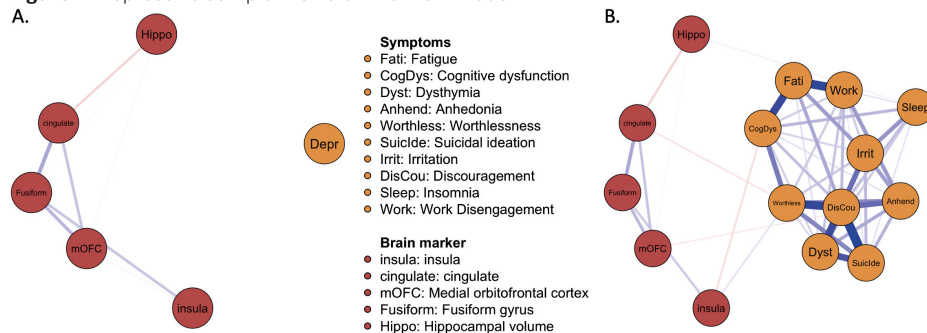 A.
Hippo
cingulate
Fusiform
mOFC
insula
Depr
Symptoms
Fati: Fatigue
CogDys: Cognitive dysfunction
Dyst: Dysthymia
Anhend: Anhedonia
Worthless: Worthlessness
SuicIde: Suicidal ideation
Irrit: Irritation
DisCou: Discouragement
Sleep: Insomnia
Work: Work Disengagement
Brain marker
insula: insula
cingulate: cingulate
mOFC: Medial orbitofrontal cortex
Fusiform: Fusiform gyrus
Hippo: Hippocampal volume
B.
Hippo
cingulate
Fusiform
mOFC
insula
Fati
Work
Sleep
CogDys
Irrit
Worthless
DisCou
Anhend
Dyst
SuicIde